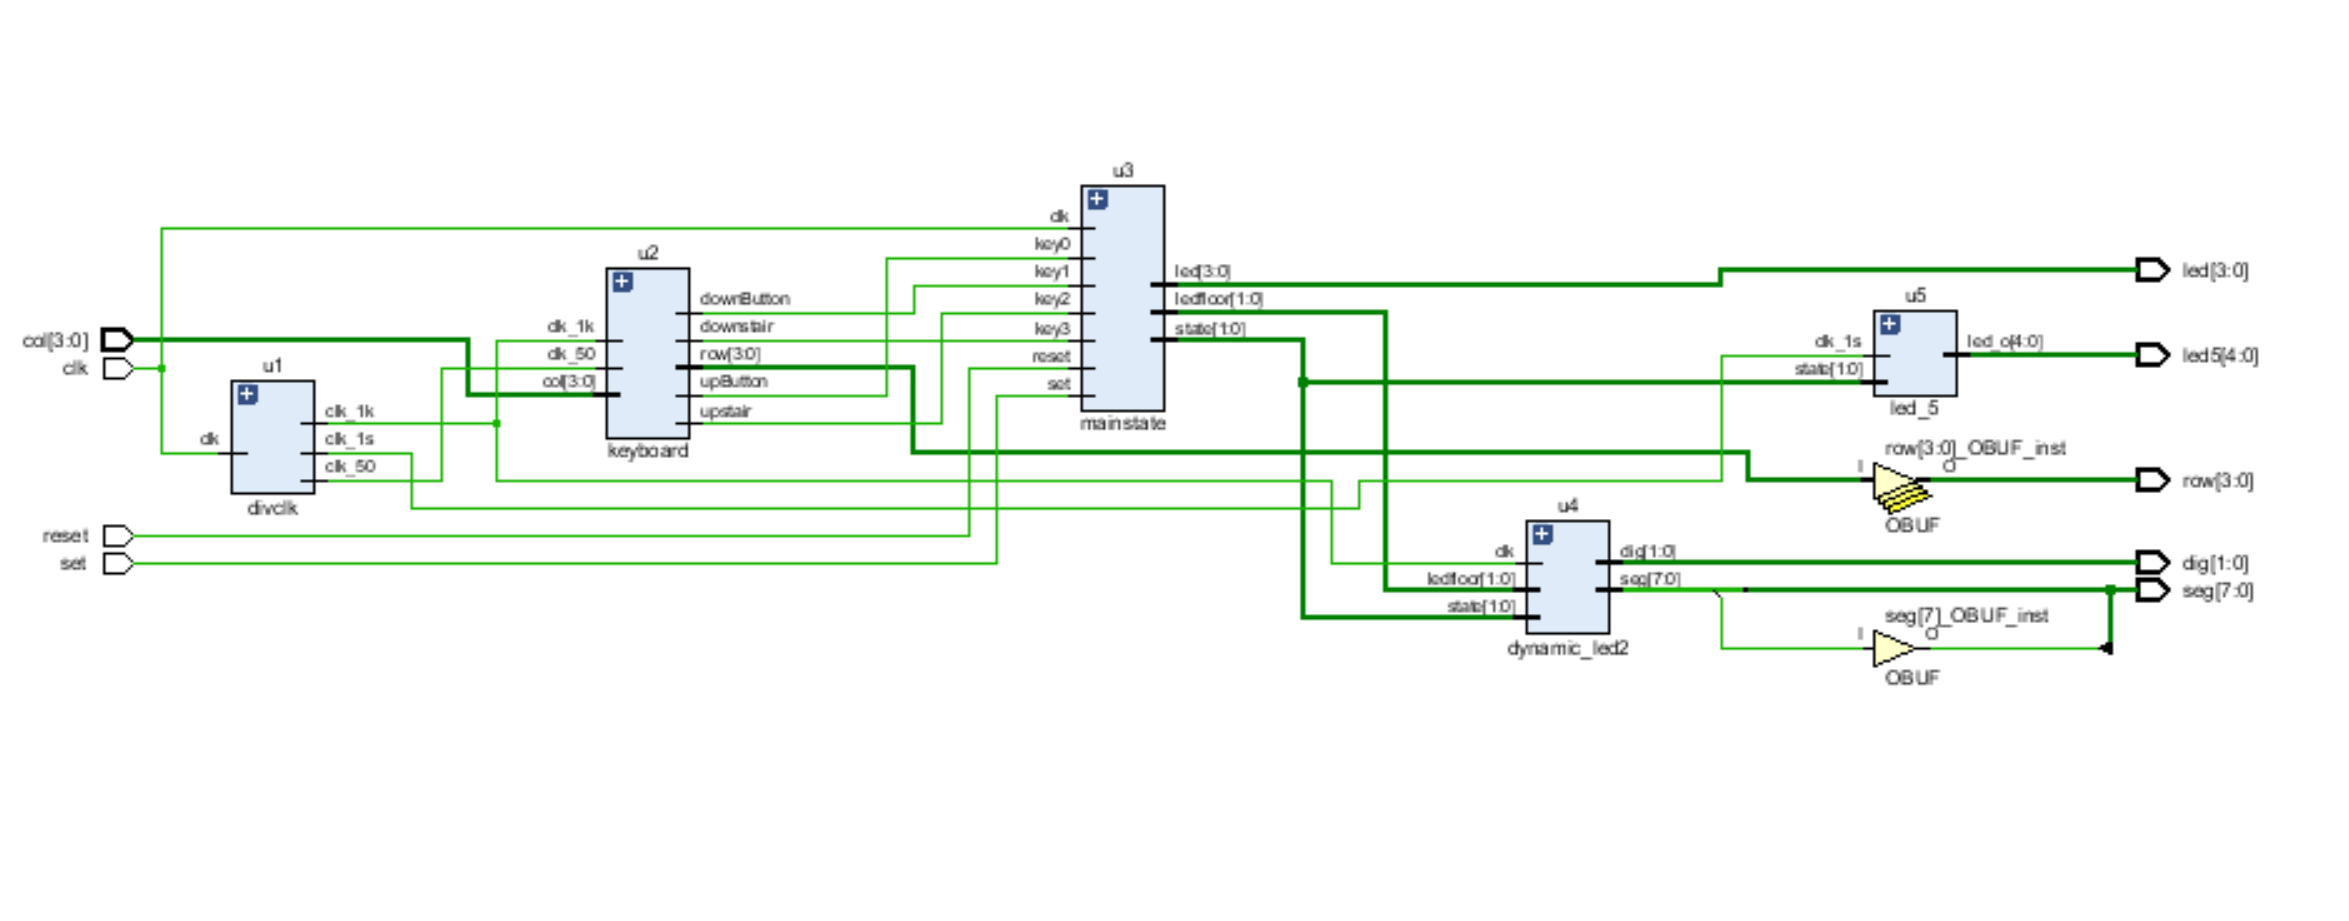 u3
clk
key0
key1
key2
key3
reset
set
led[3:0]
ledfloor[1:0]
state[1:0]
mainstate
u2
clk_1k
clk_50
col[3:0]
downButton
downstair
row[3:0]
upButton
upstair
keyboard
col[3:0]
clk
u1
clk
clk_1k
clk_1s
clk_50
divclk
reset
set
led[3:0]
u5
clk_1s
state[1:0]
led_o[4:0]
led_5
led5[4:0]
row[3:0]_OBUF_inst
I
O
OBUF
row[3:0]
u4
clk
ledfloor[1:0]
state[1:0]
dig[1:0]
seg[7:0]
dynamic_led2
dig[1:0]
seg[7:0]
seg[7]_OBUF_inst
I
O
OBUF